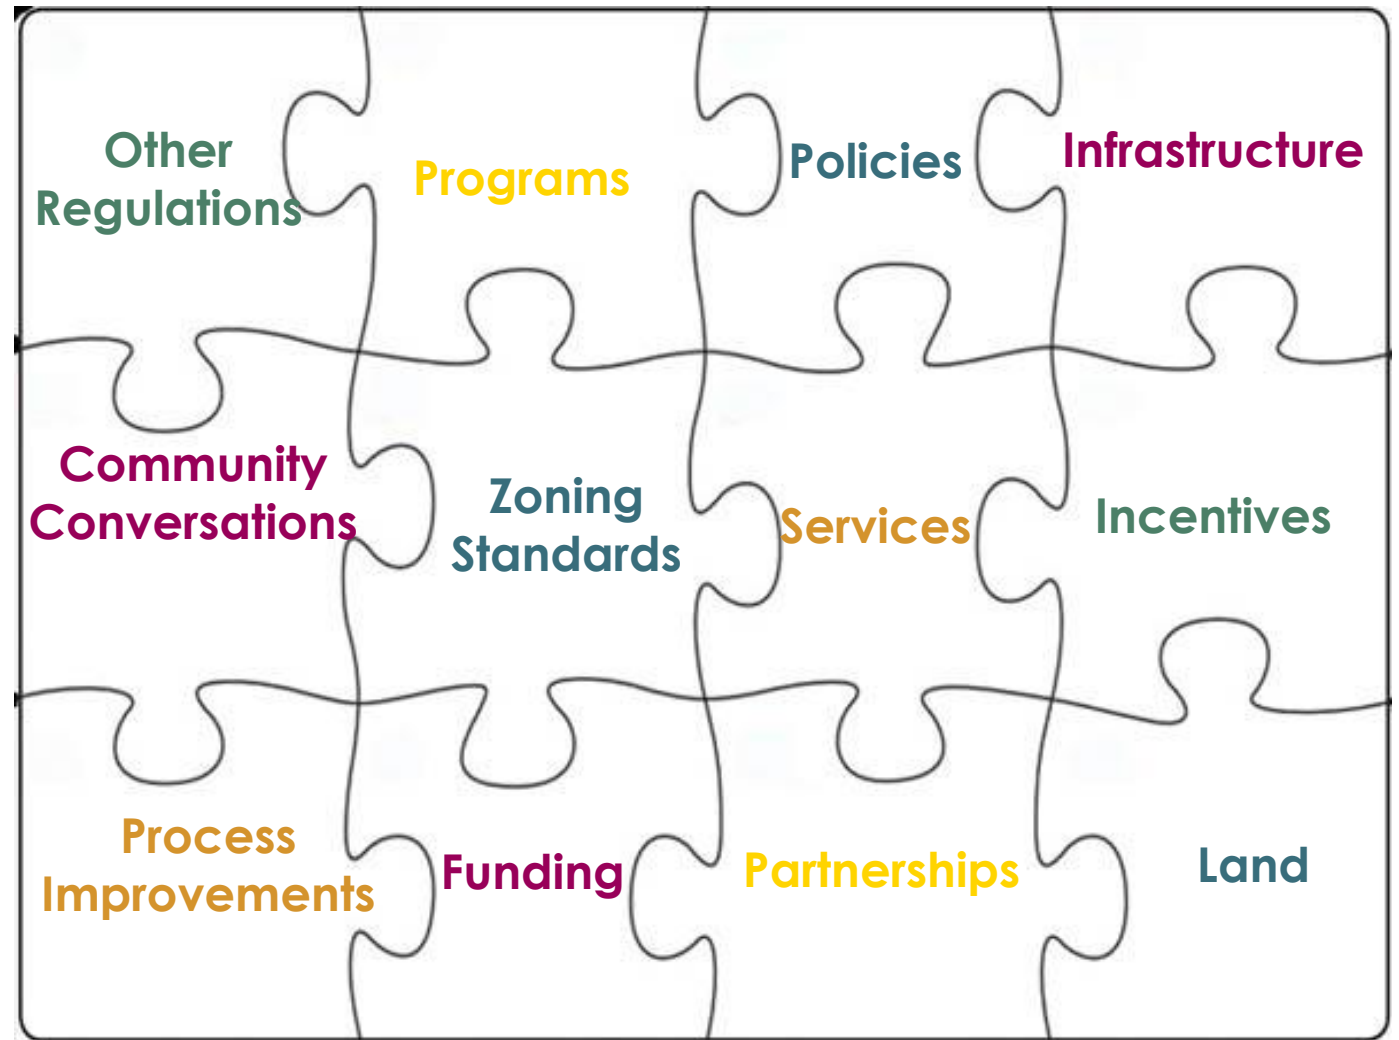 Other
Regulations
Programs
Policies
Infrastructure
Community
Conversations
Zoning
Standards
Services
Incentives
Process
Improvements
Funding
Partnerships
Land